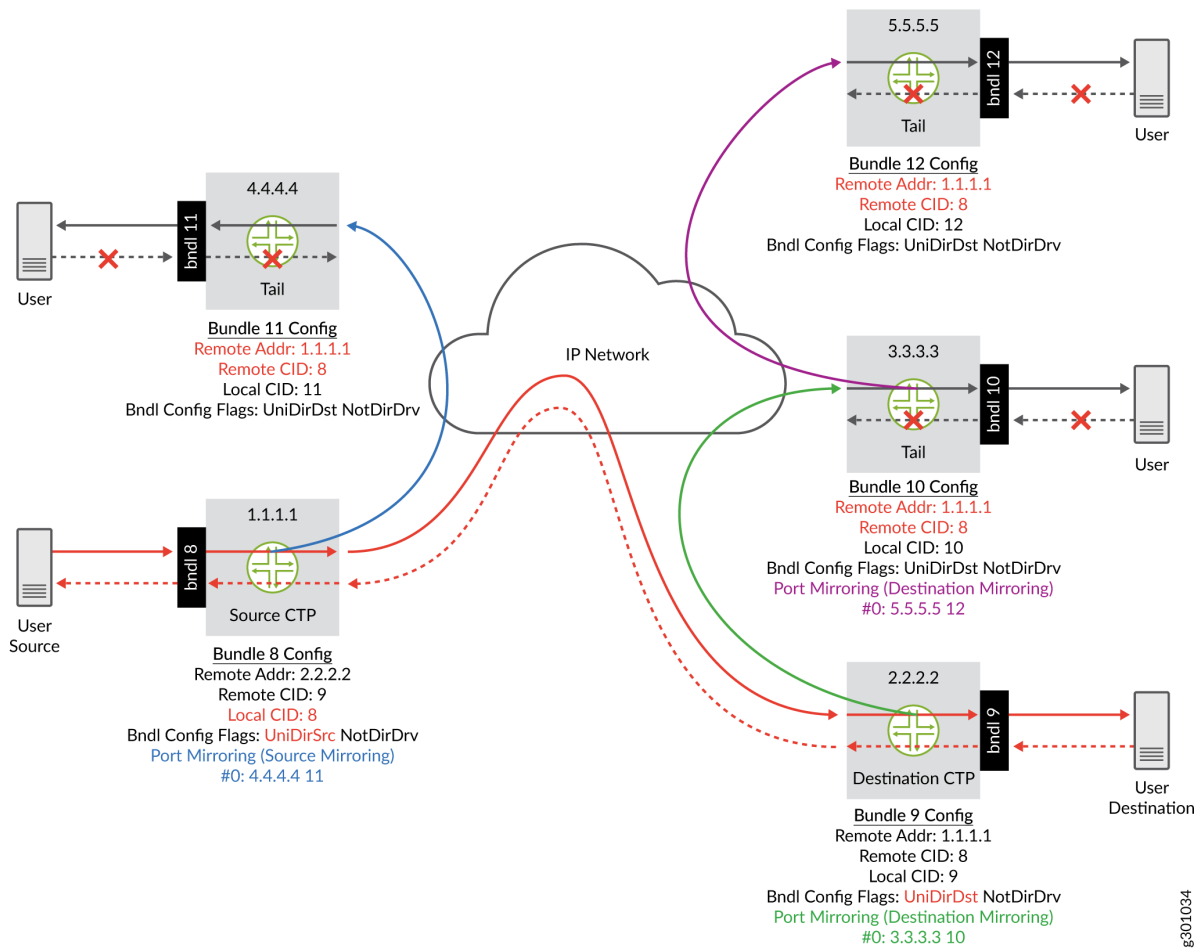 5.5.5.5
bndl 12
Tail
User
Bundle 12 Config
Remote Addr: 1.1.1.1
Remote CID: 8
Local CID: 12
Bndl Config Flags: UniDirDst NotDirDrv
4.4.4.4
bndl 11
Tail
User
Bundle 11 Config
Remote Addr: 1.1.1.1
Remote CID: 8
Local CID: 11
Bndl Config Flags: UniDirDst NotDirDrv
IP Network
3.3.3.3
bndl 10
Tail
User
Bundle 10 Config
Remote Addr: 1.1.1.1
Remote CID: 8
Local CID: 10
Bndl Config Flags: UniDirDst NotDirDrv
Port Mirroring (Destination Mirroring)
#0: 5.5.5.5 12
1.1.1.1
bndl 8
Source CTP
User
Source
Bundle 8 Config
Remote Addr: 2.2.2.2
Remote CID: 9
Local CID: 8
Bndl Config Flags: UniDirSrc NotDirDrv
Port Mirroring (Source Mirroring)
#0: 4.4.4.4 11
2.2.2.2
bndl 9
Destination CTP
User
Destination
Bundle 9 Config
Remote Addr: 1.1.1.1
Remote CID: 8
Local CID: 9
Bndl Config Flags: UniDirDst NotDirDrv
Port Mirroring (Destination Mirroring)
#0: 3.3.3.3 10
g301034